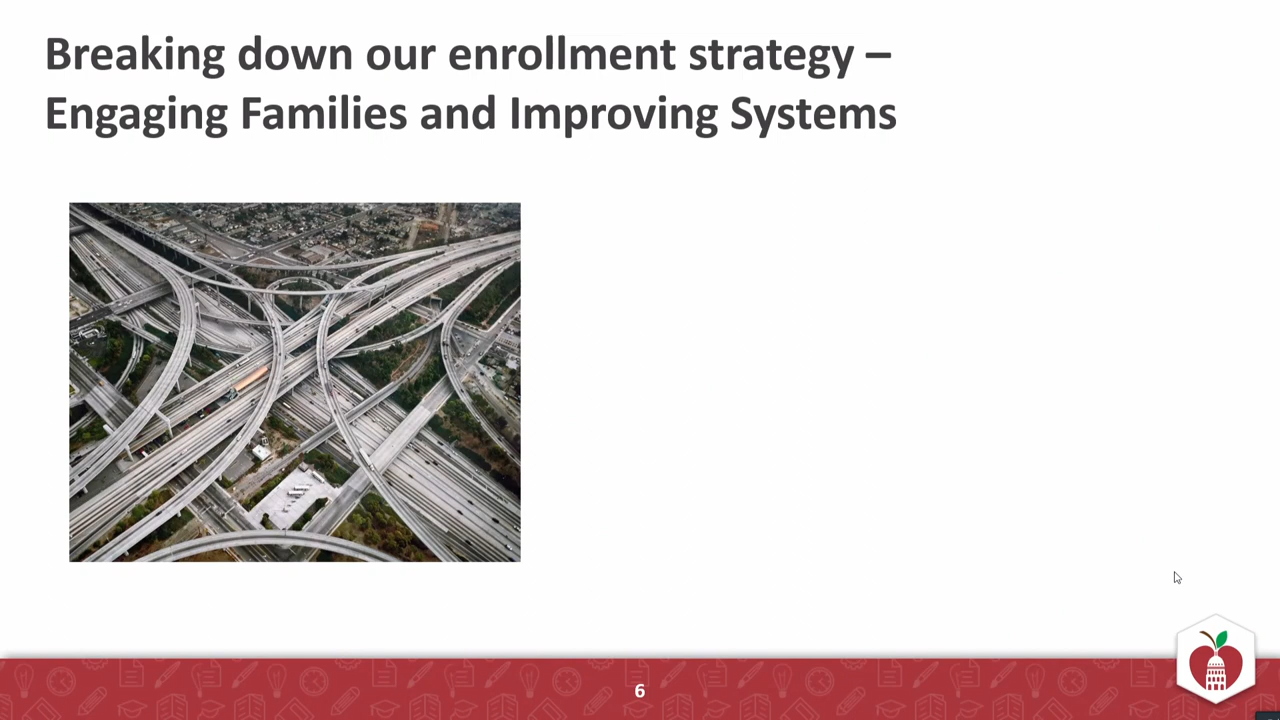 Breaking down our enrollment strategy –
Engaging Families and Improving Systems
6